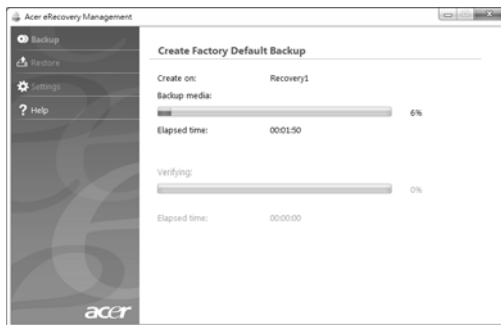 Acer eRecovery Management
Backup
Restore
Settings
? Help
Create Factory Default Backup
Create on: Recovery1
Backup media:
6%
Elapsed time: 00:01:50
Verifying:
0%
Elapsed time: 00:00:00
acer